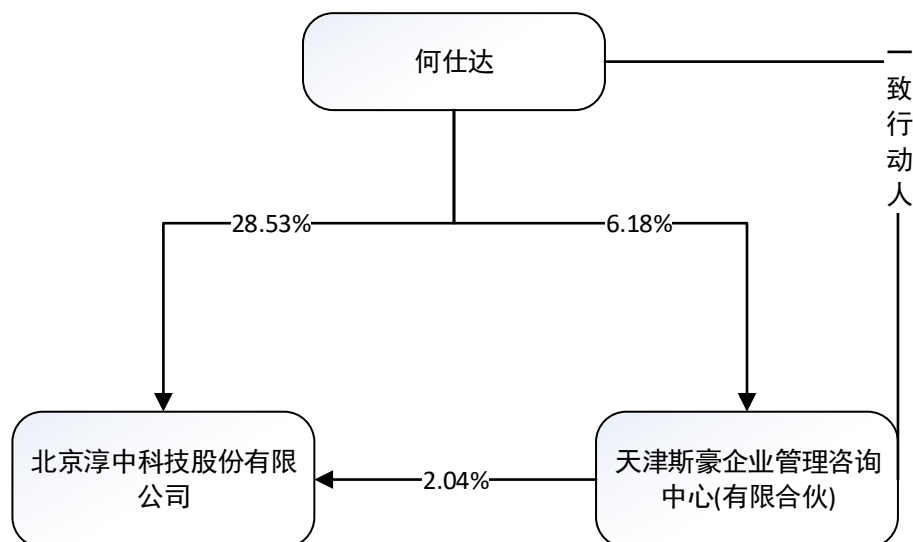 何仕达
一致行动人
28.53%
6.18%
北京淳中科技股份有限
公司
2.04%
天津斯豪企业管理咨询
中心(有限合伙)